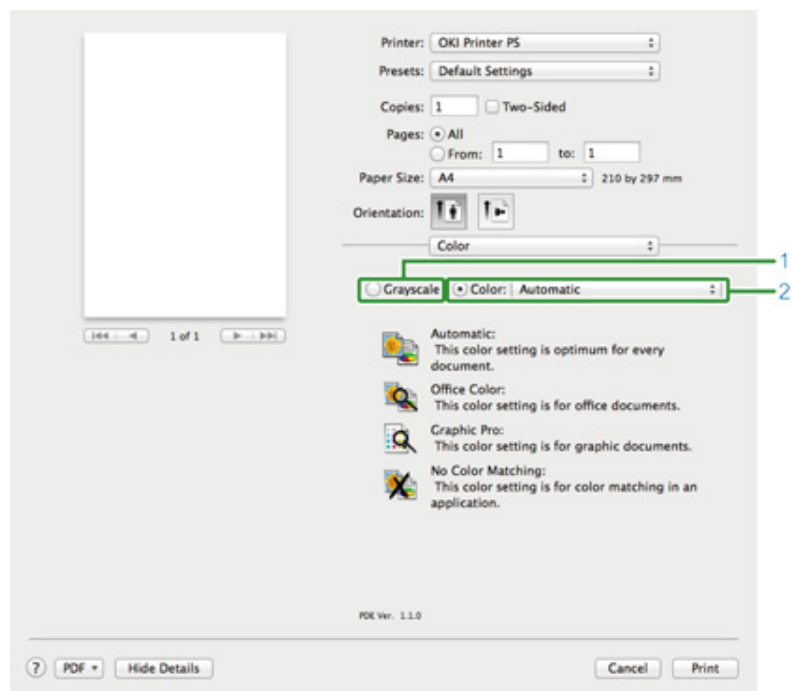 Printer: OKI Printer PS
Presets: Default Settings
Copies: 1 Two-Sided
Pages: All
From: 1 to: 1
Paper Size: A4 210 by 297 mm
Orientation:
Color
1
Grayscale Color: Automatic
2
1 of 1
Automatic:
This color setting is optimum for every
document.
Office Color:
This color setting is for office documents.
Graphic Pro:
This color setting is for graphic documents.
No Color Matching:
This color setting is for color matching in an
application.
PDE Ver. 1.1.0
? PDF Hide Details Cancel Print